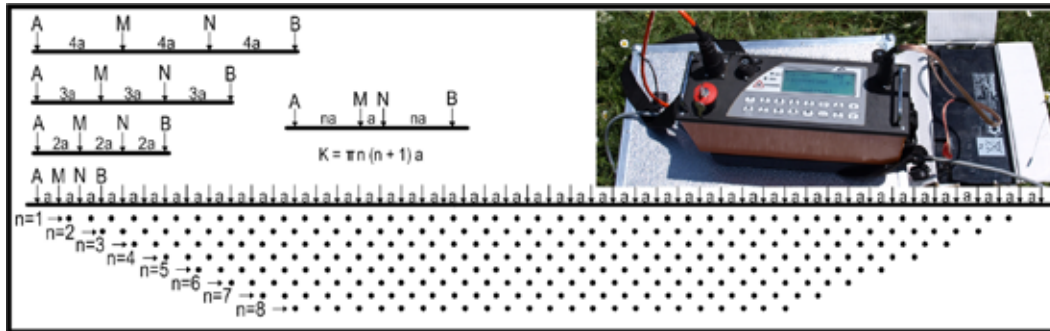 A M N B
4a 4a 4a
A M N B
3a 3a 3a
A M N B
2a 2a 2a
A M N B
na a na
K = π n (n + 1) a
A M N B
a a a a a a a a a a a a a a a a a a a a a a a a a a a a a a a a a a a a a a a a a a a a a a a
n=1
n=2
n=3
n=4
n=5
n=6
n=7
n=8